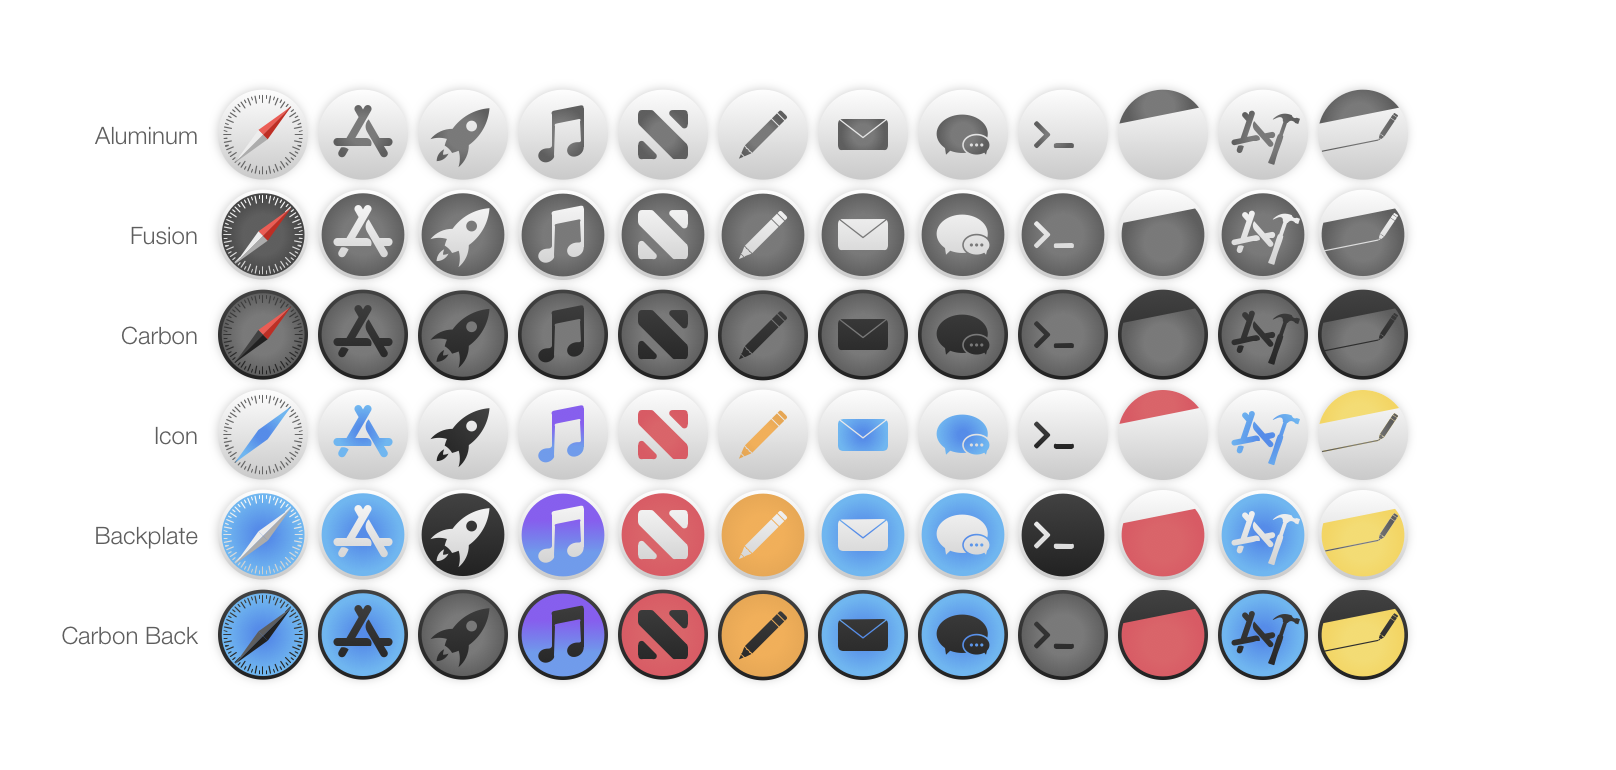 Aluminum
Fusion
Carbon
Icon
Backplate
Carbon Back